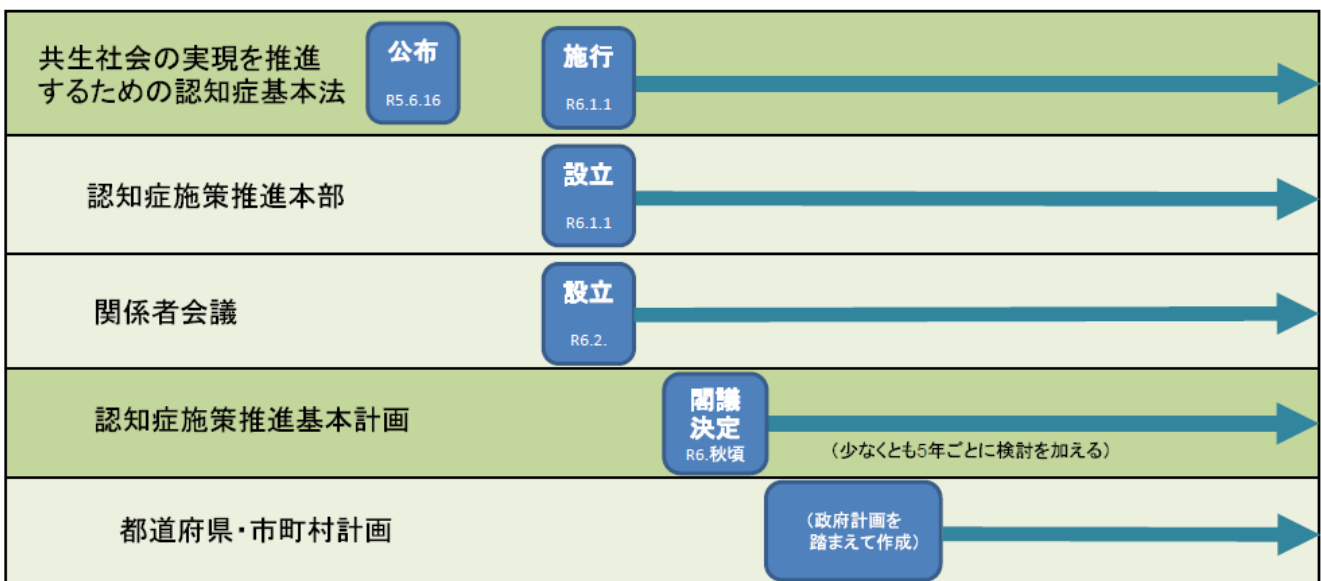 共生社会の実現を推進
するための認知症基本法
公布
R5.6.16
施行
R6.1.1
認知症施策推進本部
設立
R6.1.1
関係者会議
設立
R6.2.
認知症施策推進基本計画
閣議
決定
R6.秋頃
（少なくとも5年ごとに検討を加える）
都道府県・市町村計画
（政府計画を
踏まえて作成）